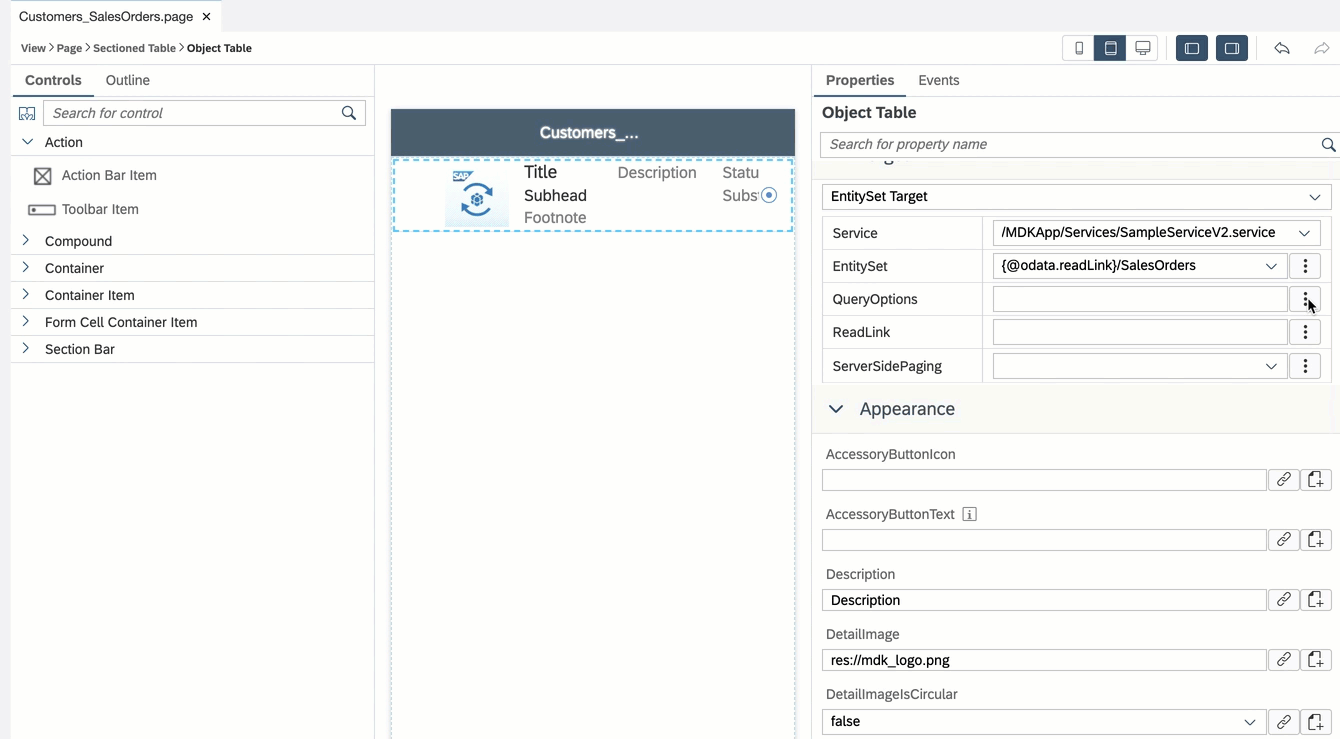 Customers_SalesOrders.page ×
View > Page > Sectioned Table > Object Table
Controls
Outline
Search for control
Action
Action Bar Item
Toolbar Item
Compound
Container
Container Item
Form Cell Container Item
Section Bar
Customers_...
SAP
Title
Description
Statu
Subhead
Subs
Footnote
Properties
Events
Object Table
Search for property name
EntitySet Target
Service
/MDKApp/Services/SampleServiceV2.service
EntitySet
{@odata.readLink}/SalesOrders
QueryOptions
ReadLink
ServerSidePaging
Appearance
AccessoryButtonIcon
AccessoryButtonText i
Description
Description
DetailImage
res://mdk_logo.png
DetailImageIsCircular
false